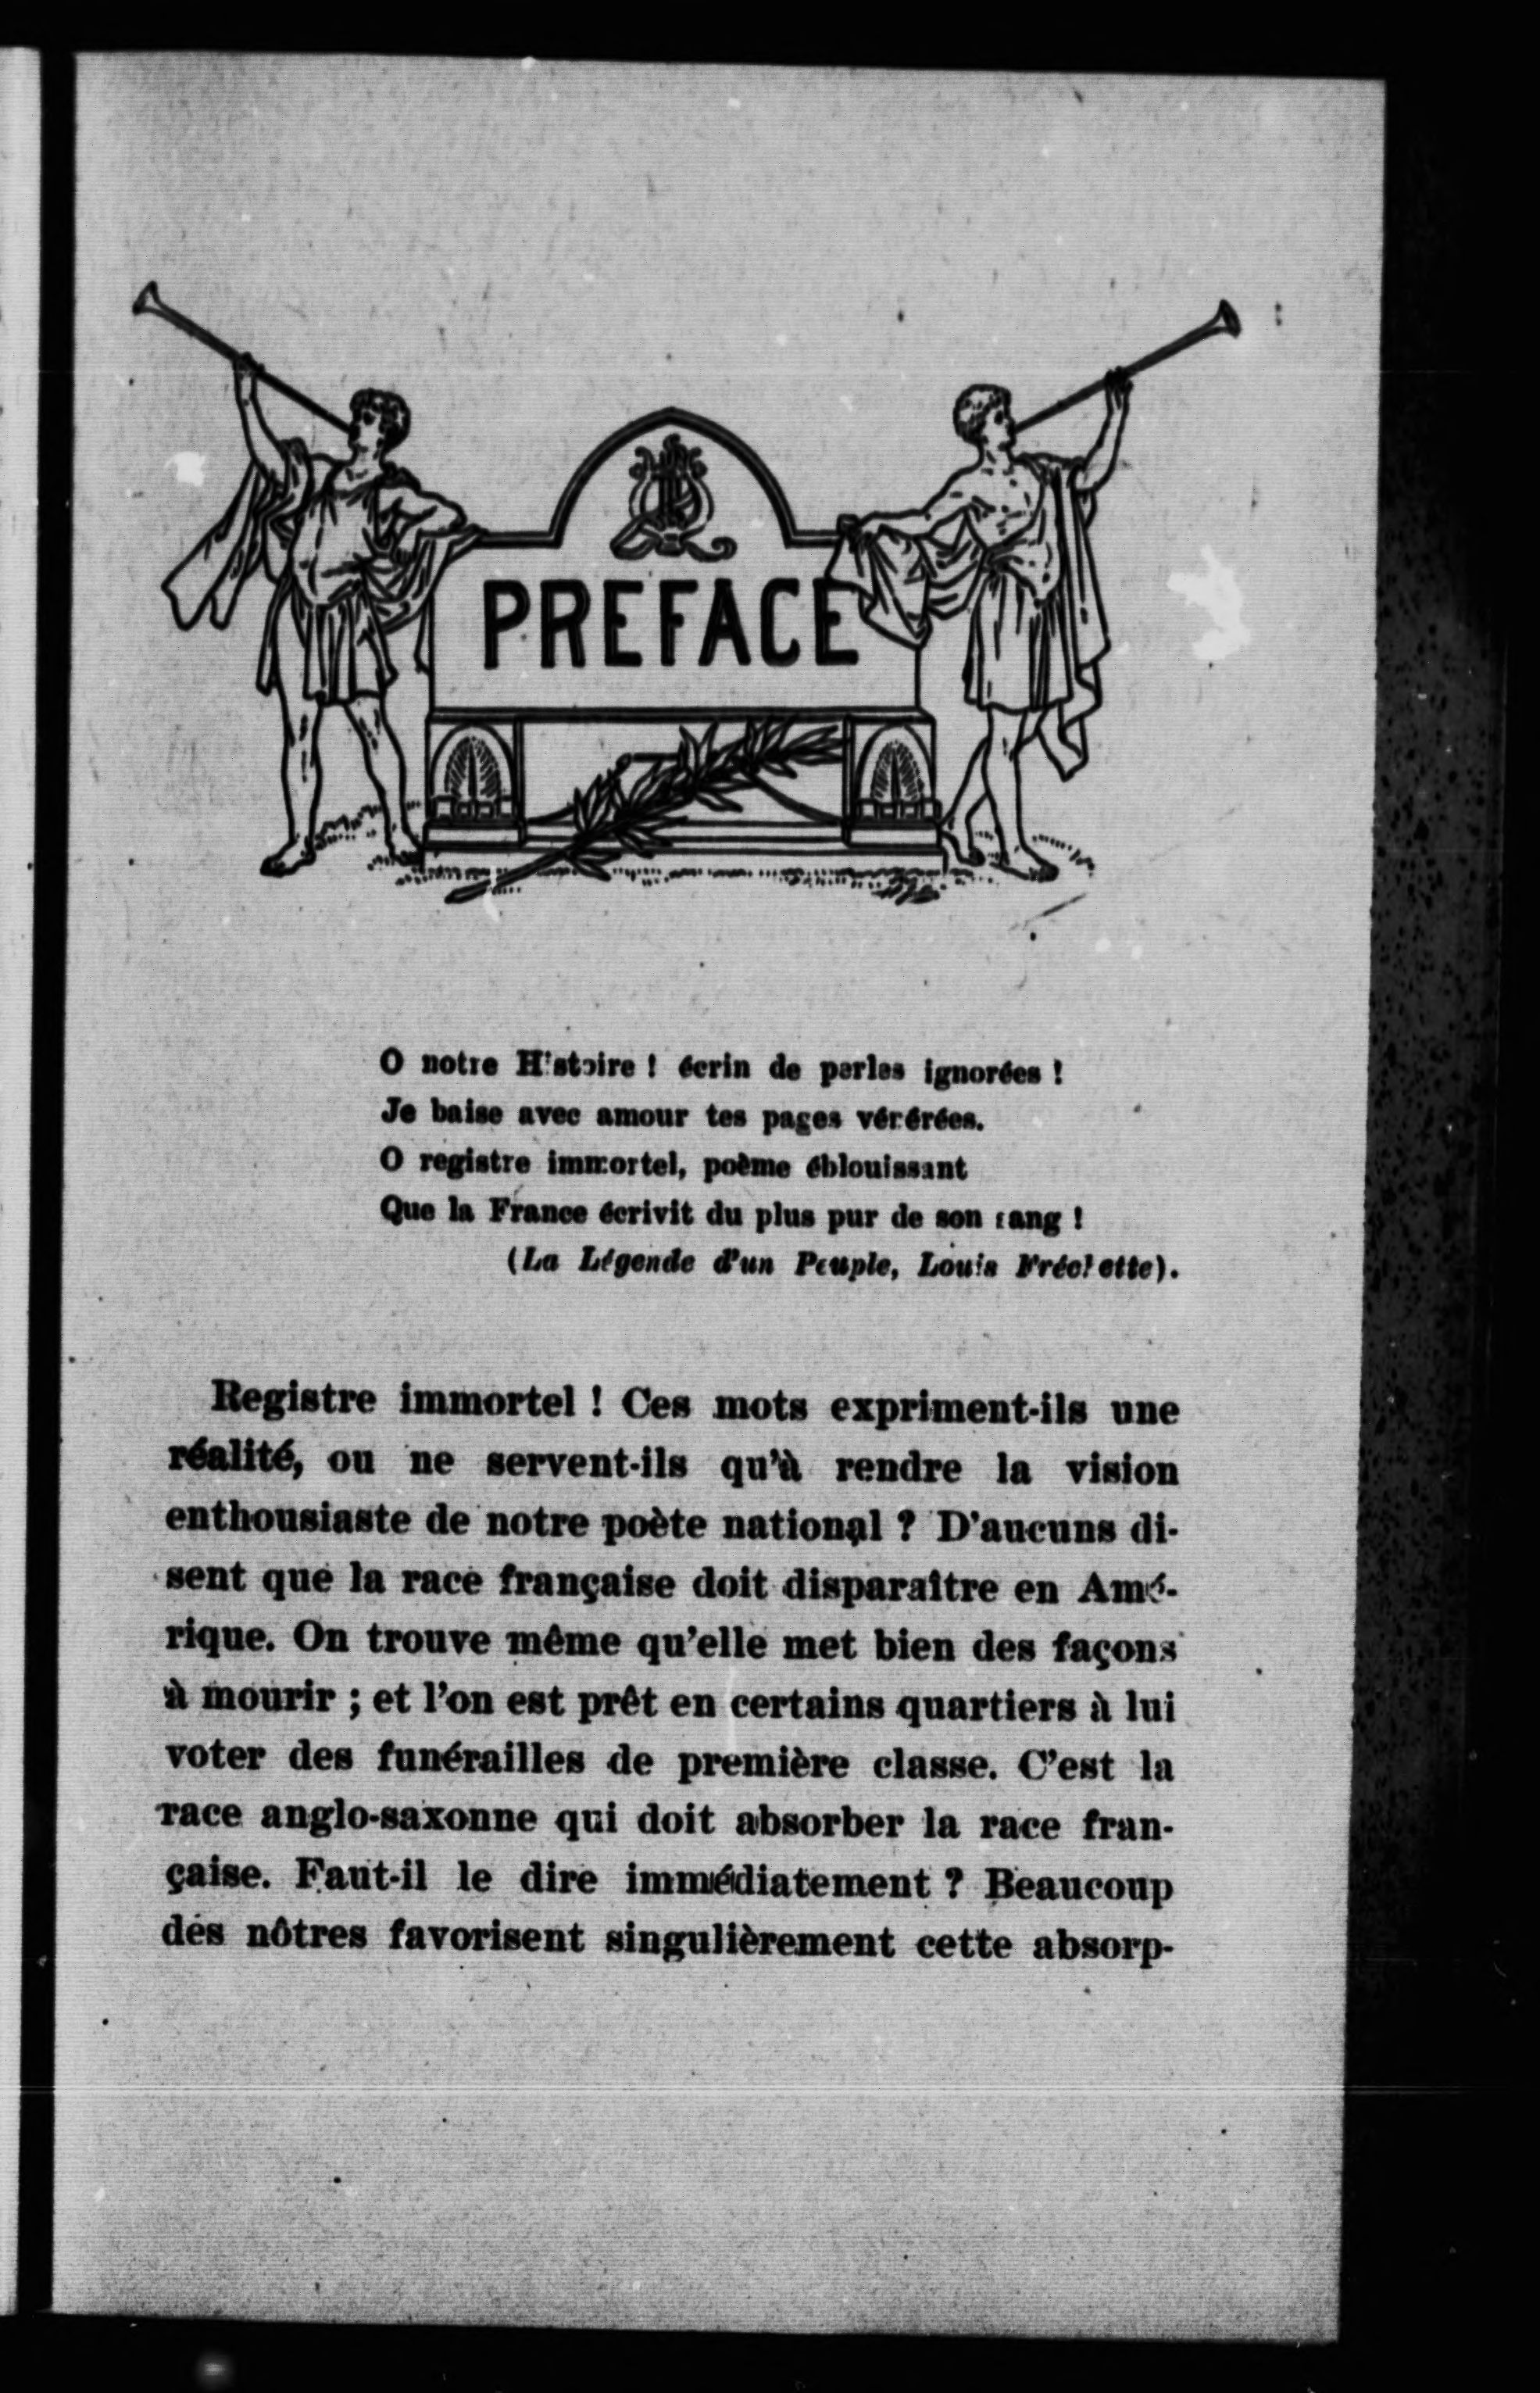 PREFACE
O notre Histoire ! écrin de perles ignorées !
Je baise avec amour tes pages vénérées.
O registre immortel, poème éblouissant
Que la France écrivit du plus pur de son sang !
(La Légende d'un Peuple, Louis Fréchette).
Registre immortel ! Ces mots expriment-ils une
réalité, ou ne servent-ils qu'à rendre la vision
enthousiaste de notre poète national ? D'aucuns di-
sent que la race française doit disparaître en Amé-
rique. On trouve même qu'elle met bien des façons
à mourir ; et l'on est prêt en certains quartiers à lui
voter des funérailles de première classe. C'est la
race anglo-saxonne qui doit absorber la race fran-
çaise. Faut-il le dire immédiatement ? Beaucoup
des nôtres favorisent singulièrement cette absorp-